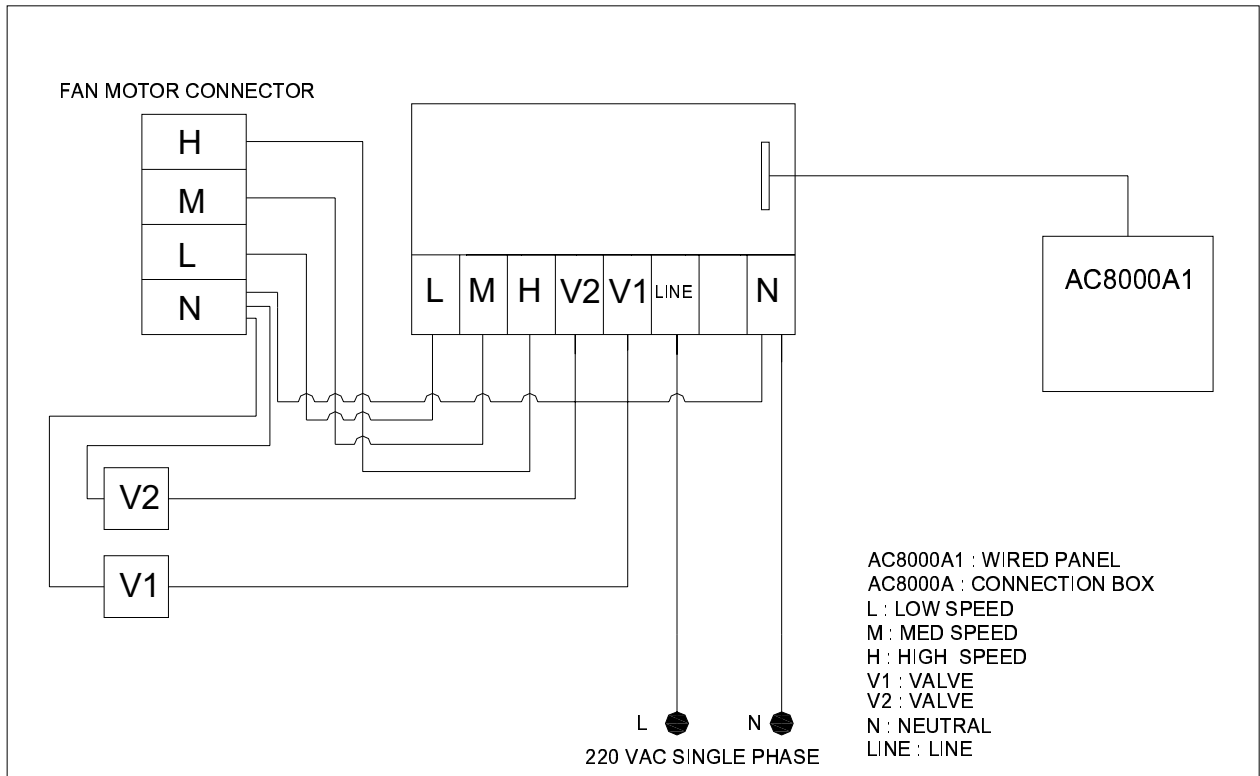 FAN MOTOR CONNECTOR
H
M
L
N
L M H V2 V1 LINE N
AC8000A1
V2
V1
L N
220 VAC SINGLE PHASE
AC8000A1 : WIRED PANEL
AC8000A : CONNECTION BOX
L : LOW SPEED
M : MED SPEED
H : HIGH SPEED
V1 : VALVE
V2 : VALVE
N : NEUTRAL
LINE : LINE